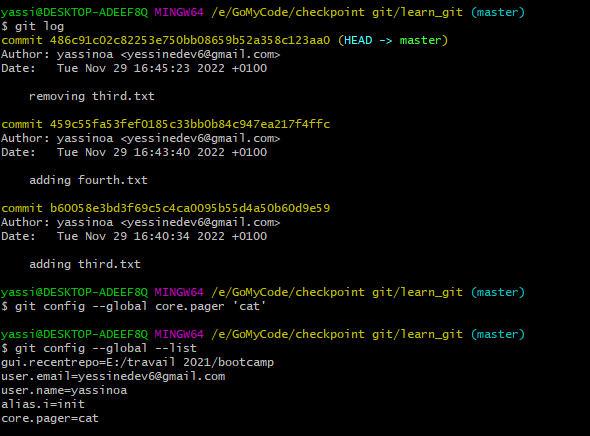 yassi@DESKTOP-ADEEF8Q MINGW64 /e/GoMyCode/checkpoint git/learn_git (master)
$ git log
commit 486c91c02c82253e750bb08659b52a358c123aa0 (HEAD -> master)
Author: yassinoa <yessinedev6@gmail.com>
Date:   Tue Nov 29 16:45:23 2022 +0100

    removing third.txt

commit 459c55fa53fef0185c33bb0b84c947ea217f4ffc
Author: yassinoa <yessinedev6@gmail.com>
Date:   Tue Nov 29 16:43:40 2022 +0100

    adding fourth.txt

commit b60058e3bd3f69c5c4ca0095b55d4a50b60d9e59
Author: yassinoa <yessinedev6@gmail.com>
Date:   Tue Nov 29 16:40:34 2022 +0100

    adding third.txt

yassi@DESKTOP-ADEEF8Q MINGW64 /e/GoMyCode/checkpoint git/learn_git (master)
$ git config --global core.pager 'cat'

yassi@DESKTOP-ADEEF8Q MINGW64 /e/GoMyCode/checkpoint git/learn_git (master)
$ git config --global --list
gui.recentrepo=E:/travail 2021/bootcamp
user.email=yessinedev6@gmail.com
user.name=yassinoa
alias.i=init
core.pager=cat